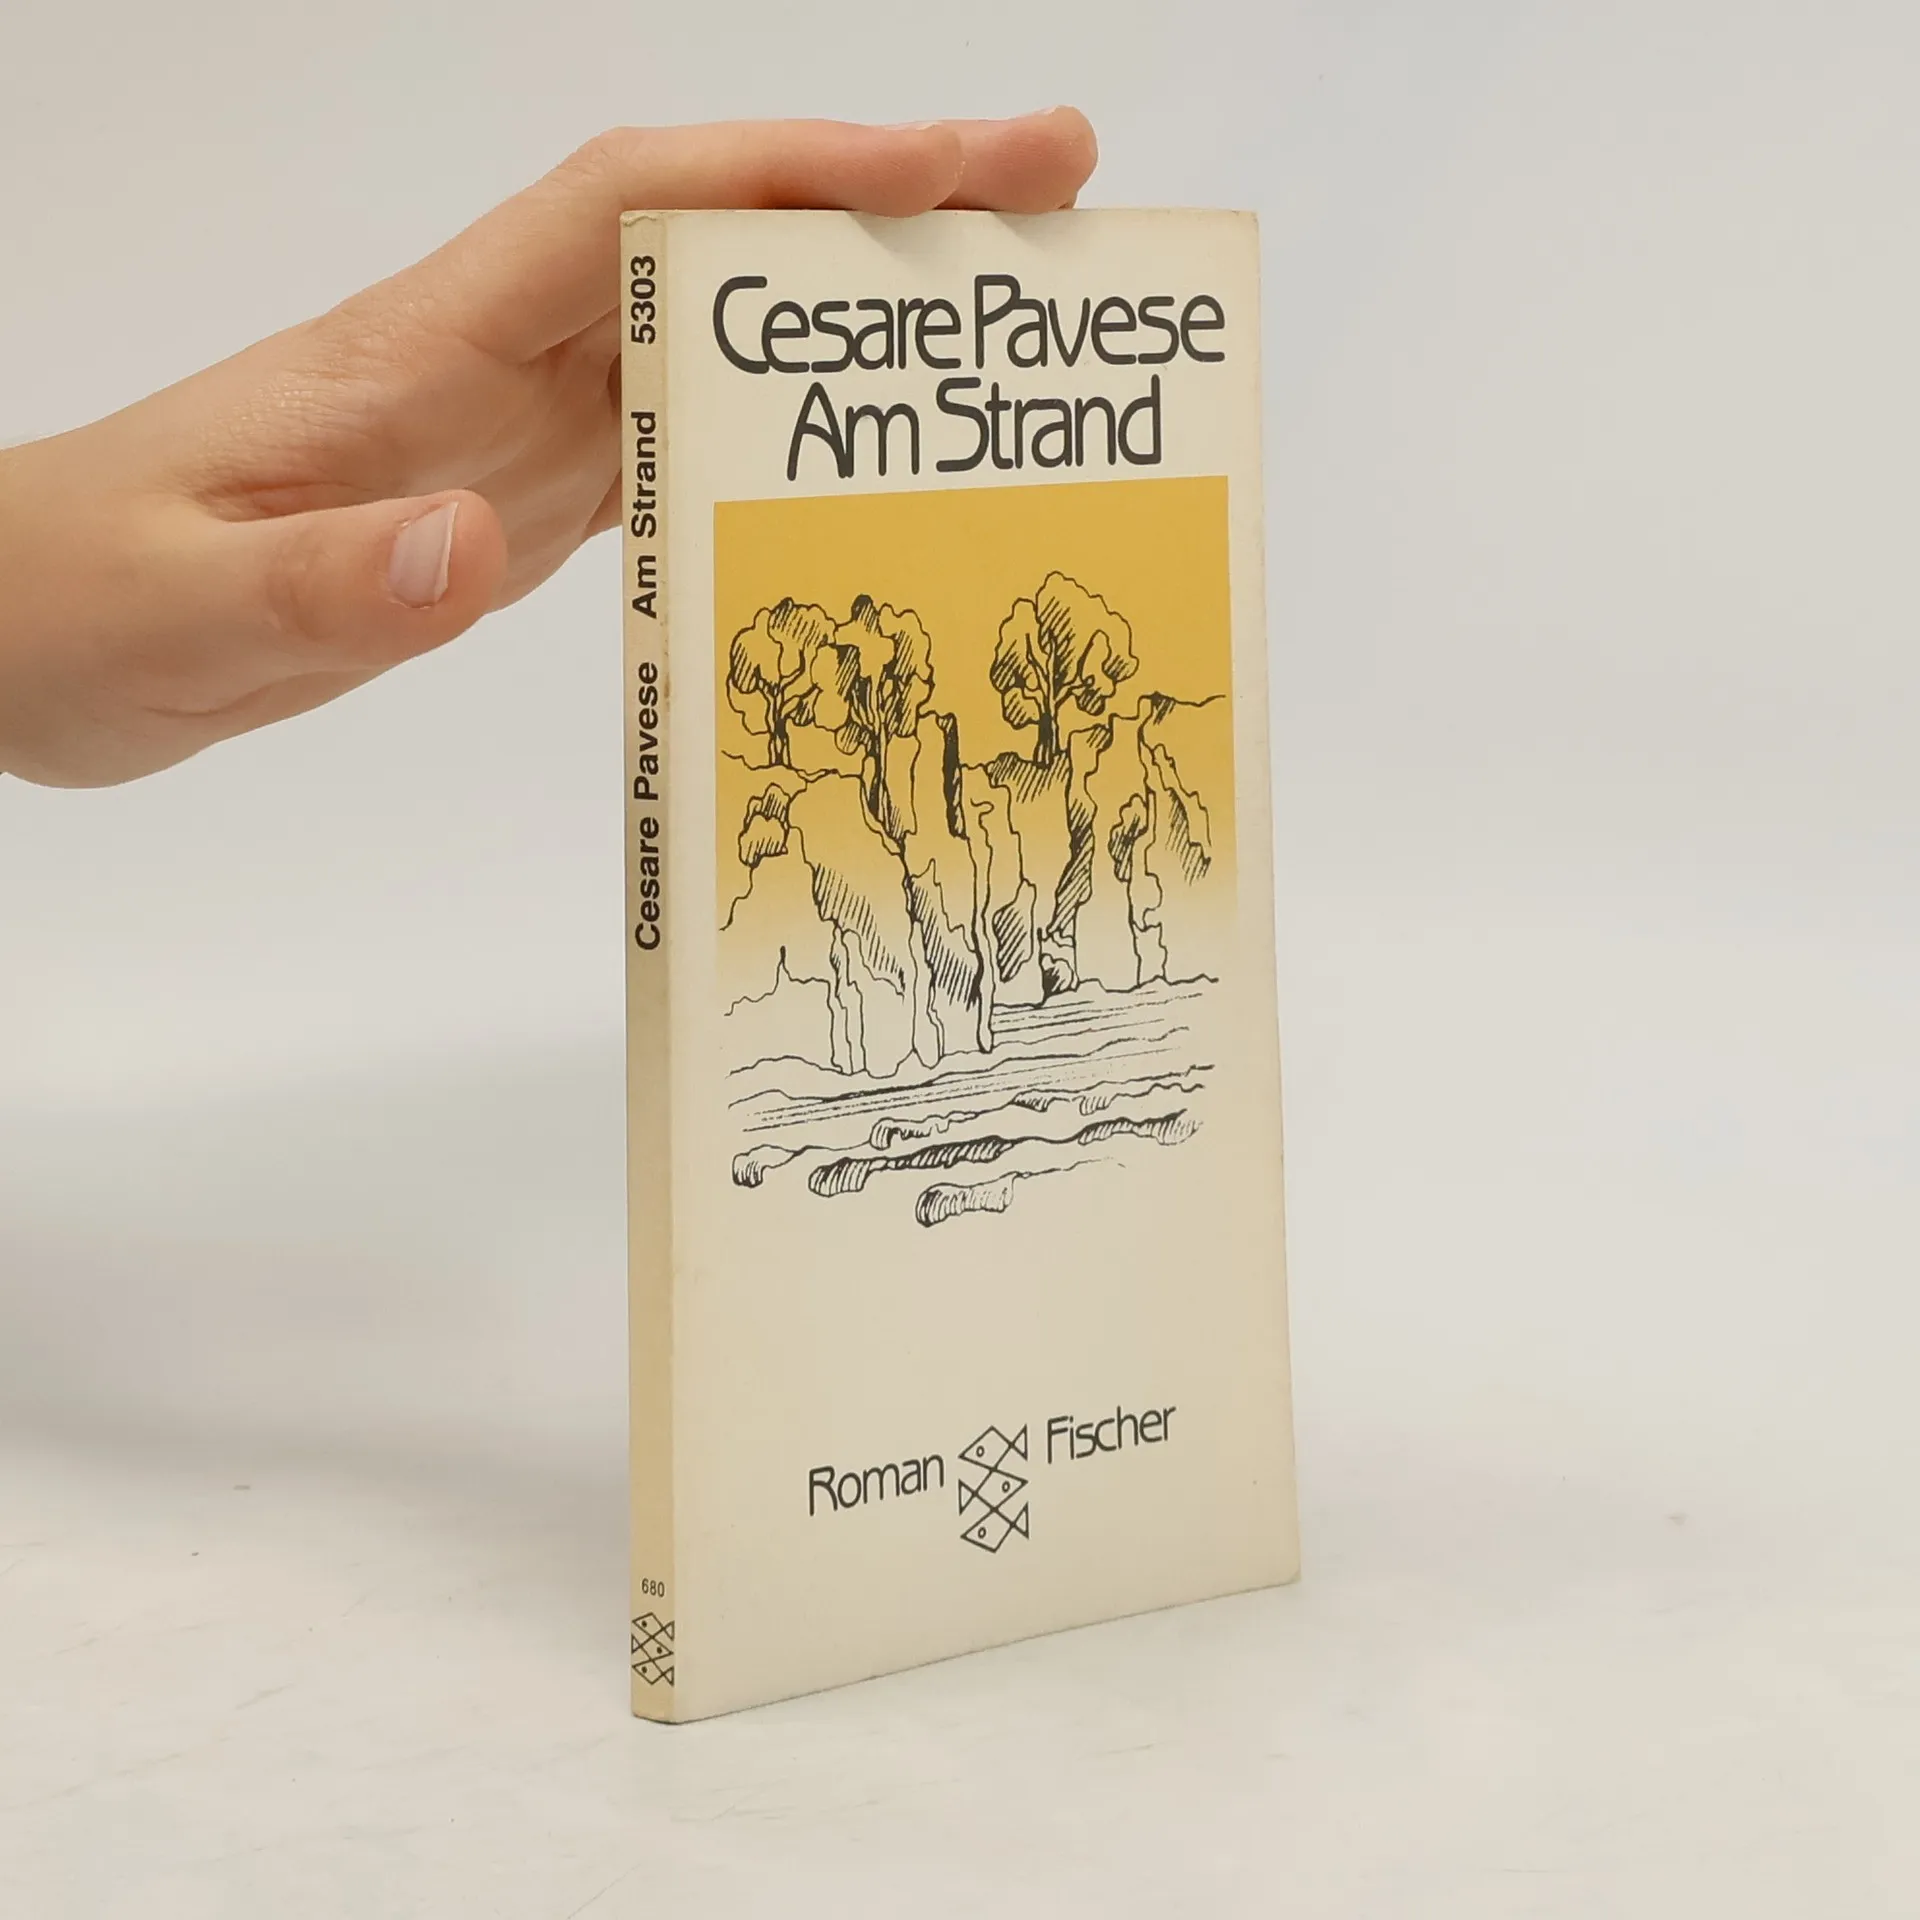 Cesare Pavese
Am Strand
Roman Fischer
Cesare Pavese Am Strand 5303
680